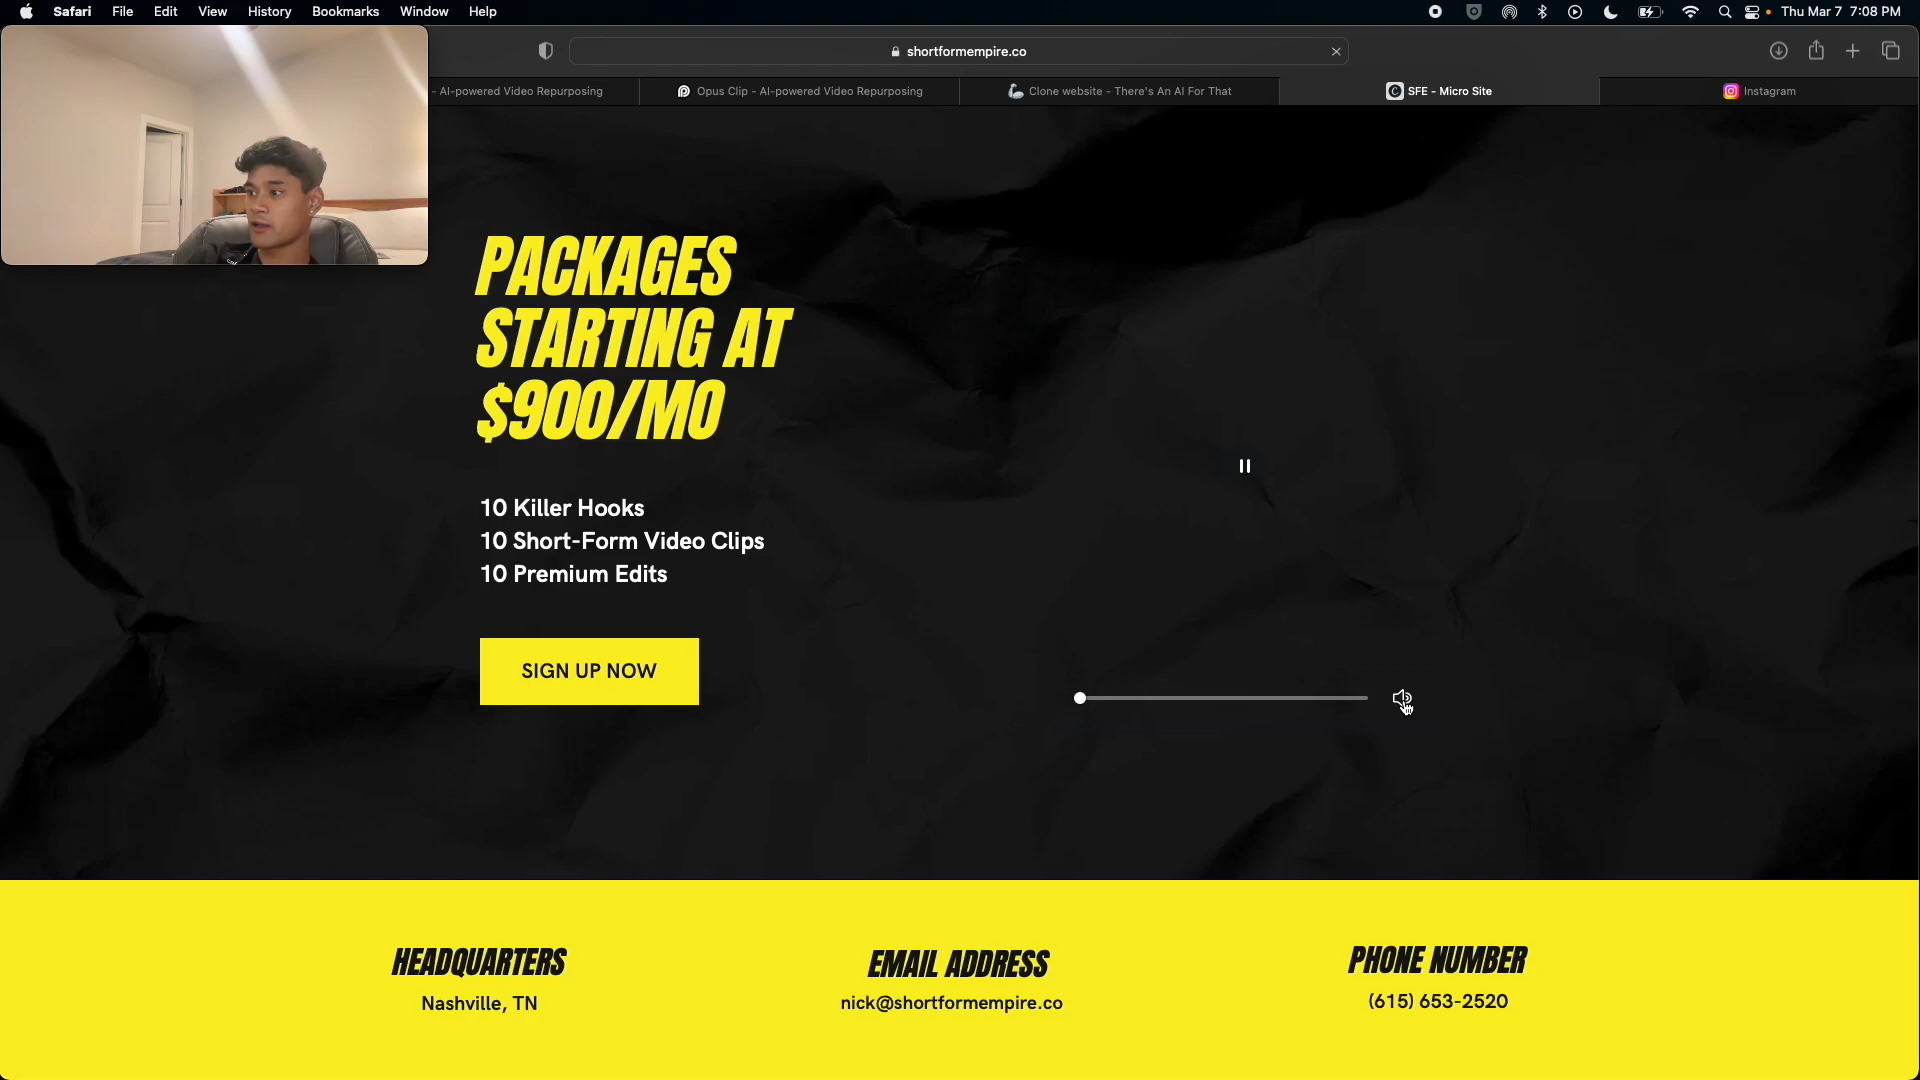 Safari File Edit View History Bookmarks Window Help Thu Mar 7 7:08 PM
shortformempire.co
- AI-powered Video Repurposing
Opus Clip - AI-powered Video Repurposing
Clone website - There's An AI For That
SFE - Micro Site
Instagram
PACKAGES
STARTING AT
$900/MO
10 Killer Hooks
10 Short-Form Video Clips
10 Premium Edits
SIGN UP NOW
HEADQUARTERS
Nashville, TN
EMAIL ADDRESS
nick@shortformempire.co
PHONE NUMBER
(615) 653-2520